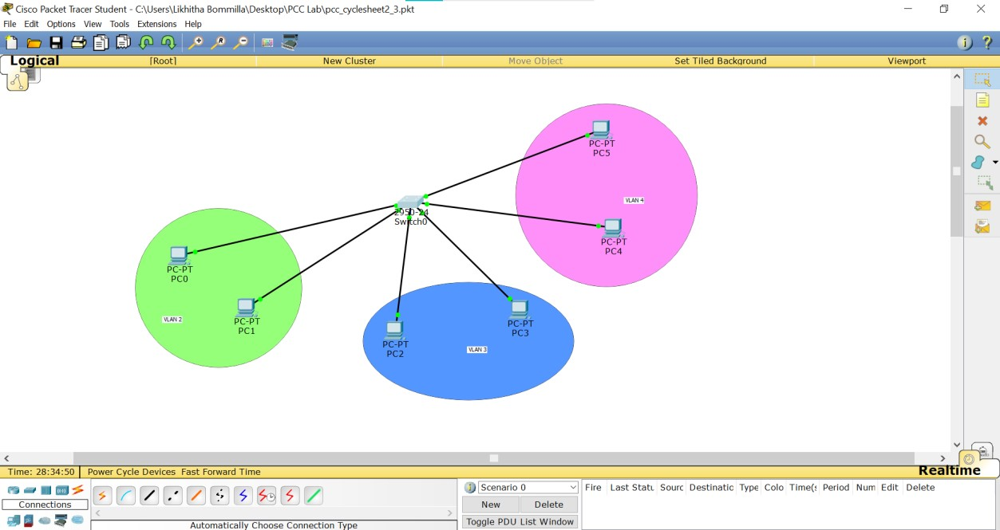 Cisco Packet Tracer Student - C:\Users\Likhitha Bommilla\Desktop\PCC Lab\pcc_cyclesheet2_3.pkt
File Edit Options View Tools Extensions Help
Logical [Root] New Cluster Move Object Set Tiled Background Viewport
PC-PT
PC5
VLAN 4
2950-24
Switch0
PC-PT
PC4
PC-PT
PC0
PC-PT
PC1
VLAN 2
PC-PT
PC3
PC-PT
PC2
VLAN 3
Time: 28:34:50 Power Cycle Devices Fast Forward Time Realtime
Connections
Automatically Choose Connection Type
Scenario 0
New Delete
Toggle PDU List Window
Fire Last Statu Sourc Destinatic Type Colo Time(s Period Num Edit Delete